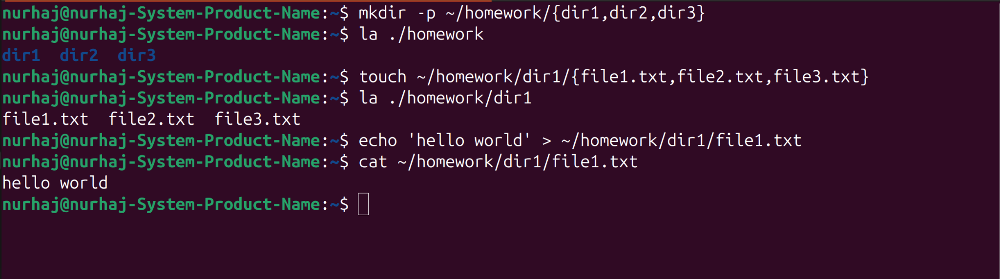 nurhaj@nurhaj-System-Product-Name:~$ mkdir -p ~/homework/{dir1,dir2,dir3}
nurhaj@nurhaj-System-Product-Name:~$ la ./homework
dir1  dir2  dir3
nurhaj@nurhaj-System-Product-Name:~$ touch ~/homework/dir1/{file1.txt,file2.txt,file3.txt}
nurhaj@nurhaj-System-Product-Name:~$ la ./homework/dir1
file1.txt  file2.txt  file3.txt
nurhaj@nurhaj-System-Product-Name:~$ echo 'hello world' > ~/homework/dir1/file1.txt
nurhaj@nurhaj-System-Product-Name:~$ cat ~/homework/dir1/file1.txt
hello world
nurhaj@nurhaj-System-Product-Name:~$